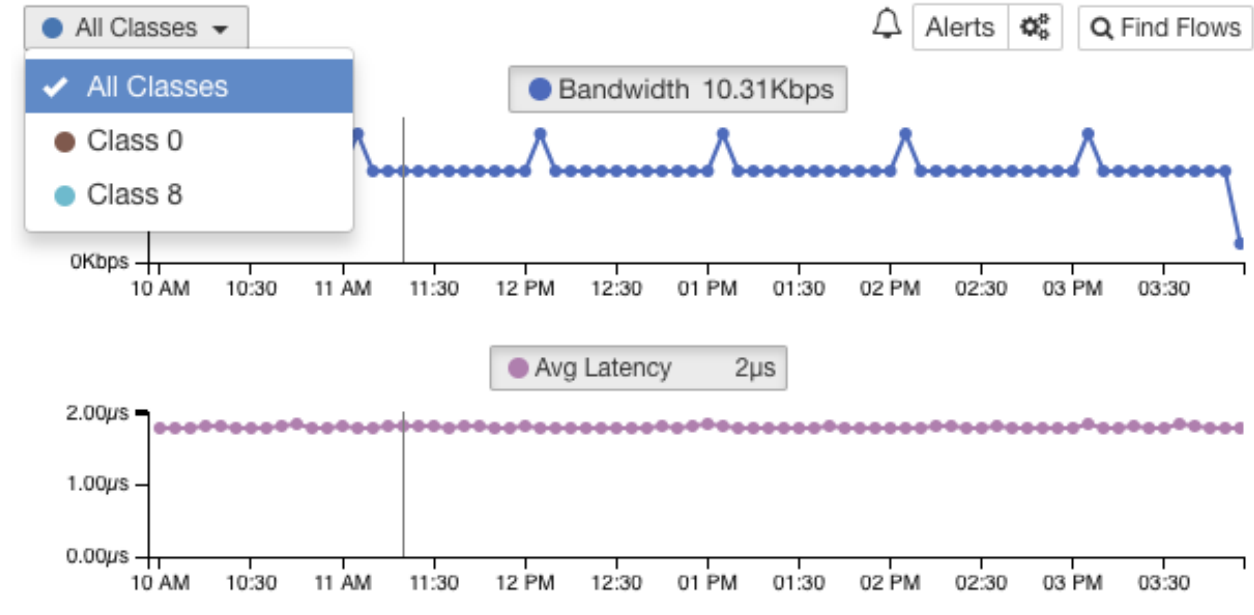 All Classes
Alerts
Find Flows
All Classes
Class 0
Class 8
Bandwidth 10.31Kbps
0Kbps
10 AM 10:30 11 AM 11:30 12 PM 12:30 01 PM 01:30 02 PM 02:30 03 PM 03:30
Avg Latency 2µs
2.00µs
1.00µs
0.00µs
10 AM 10:30 11 AM 11:30 12 PM 12:30 01 PM 01:30 02 PM 02:30 03 PM 03:30